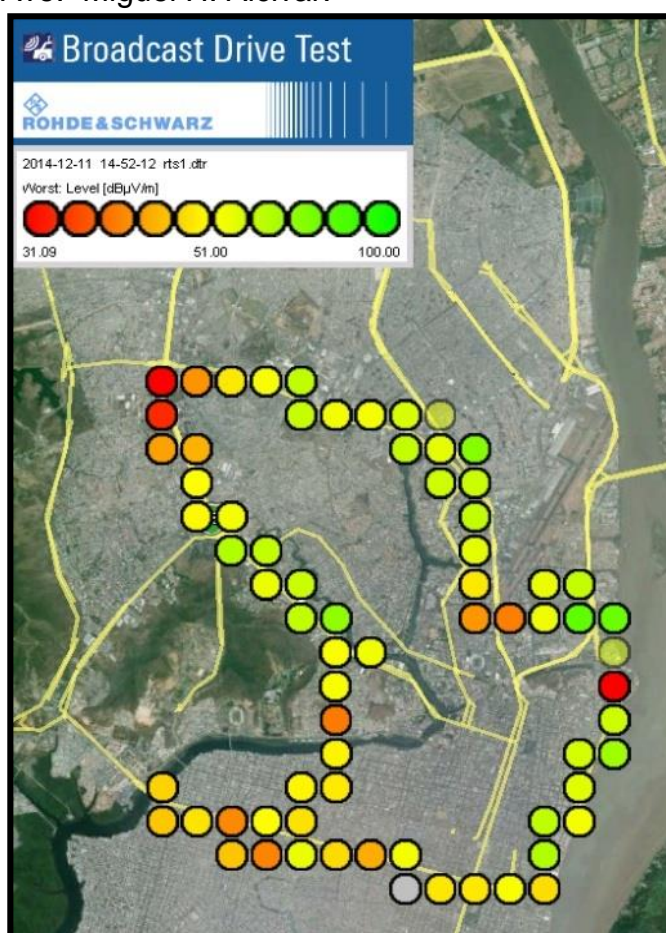 Broadcast Drive Test
ROHDE&SCHWARZ
2014-12-11 14-52-12 rts1.dtr
Worst: Level [dBµV/m]
31.09 51.00 100.00